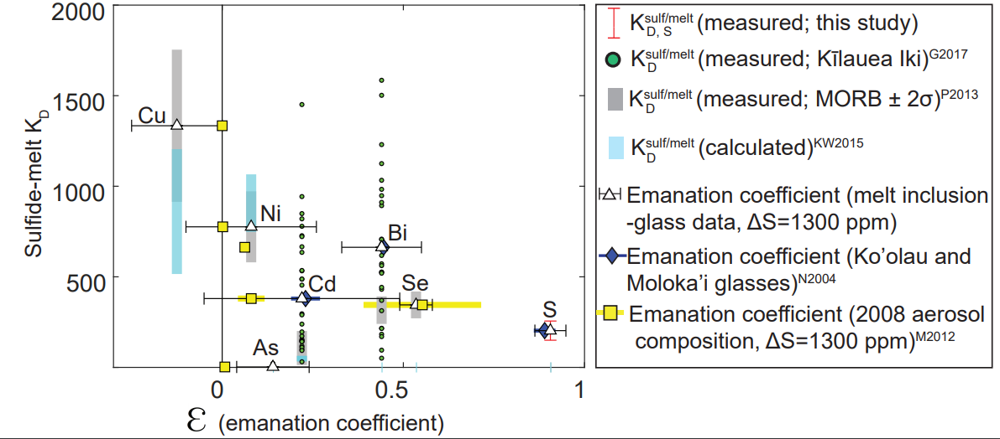 2000
1500
1000
500
Sulfide-melt K_D
Cu
Ni
Bi
Cd
Se
S
As
0
0.5
1
ε (emanation coefficient)
K_{D, S}^{sulf/melt} (measured; this study)
K_D^{sulf/melt} (measured; Kīlauea Iki)^{G2017}
K_D^{sulf/melt} (measured; MORB ± 2σ)^{P2013}
K_D^{sulf/melt} (calculated)^{KW2015}
Emanation coefficient (melt inclusion
-glass data, ΔS=1300 ppm)
Emanation coefficient (Ko’olau and
Moloka’i glasses)^{N2004}
Emanation coefficient (2008 aerosol
composition, ΔS=1300 ppm)^{M2012}